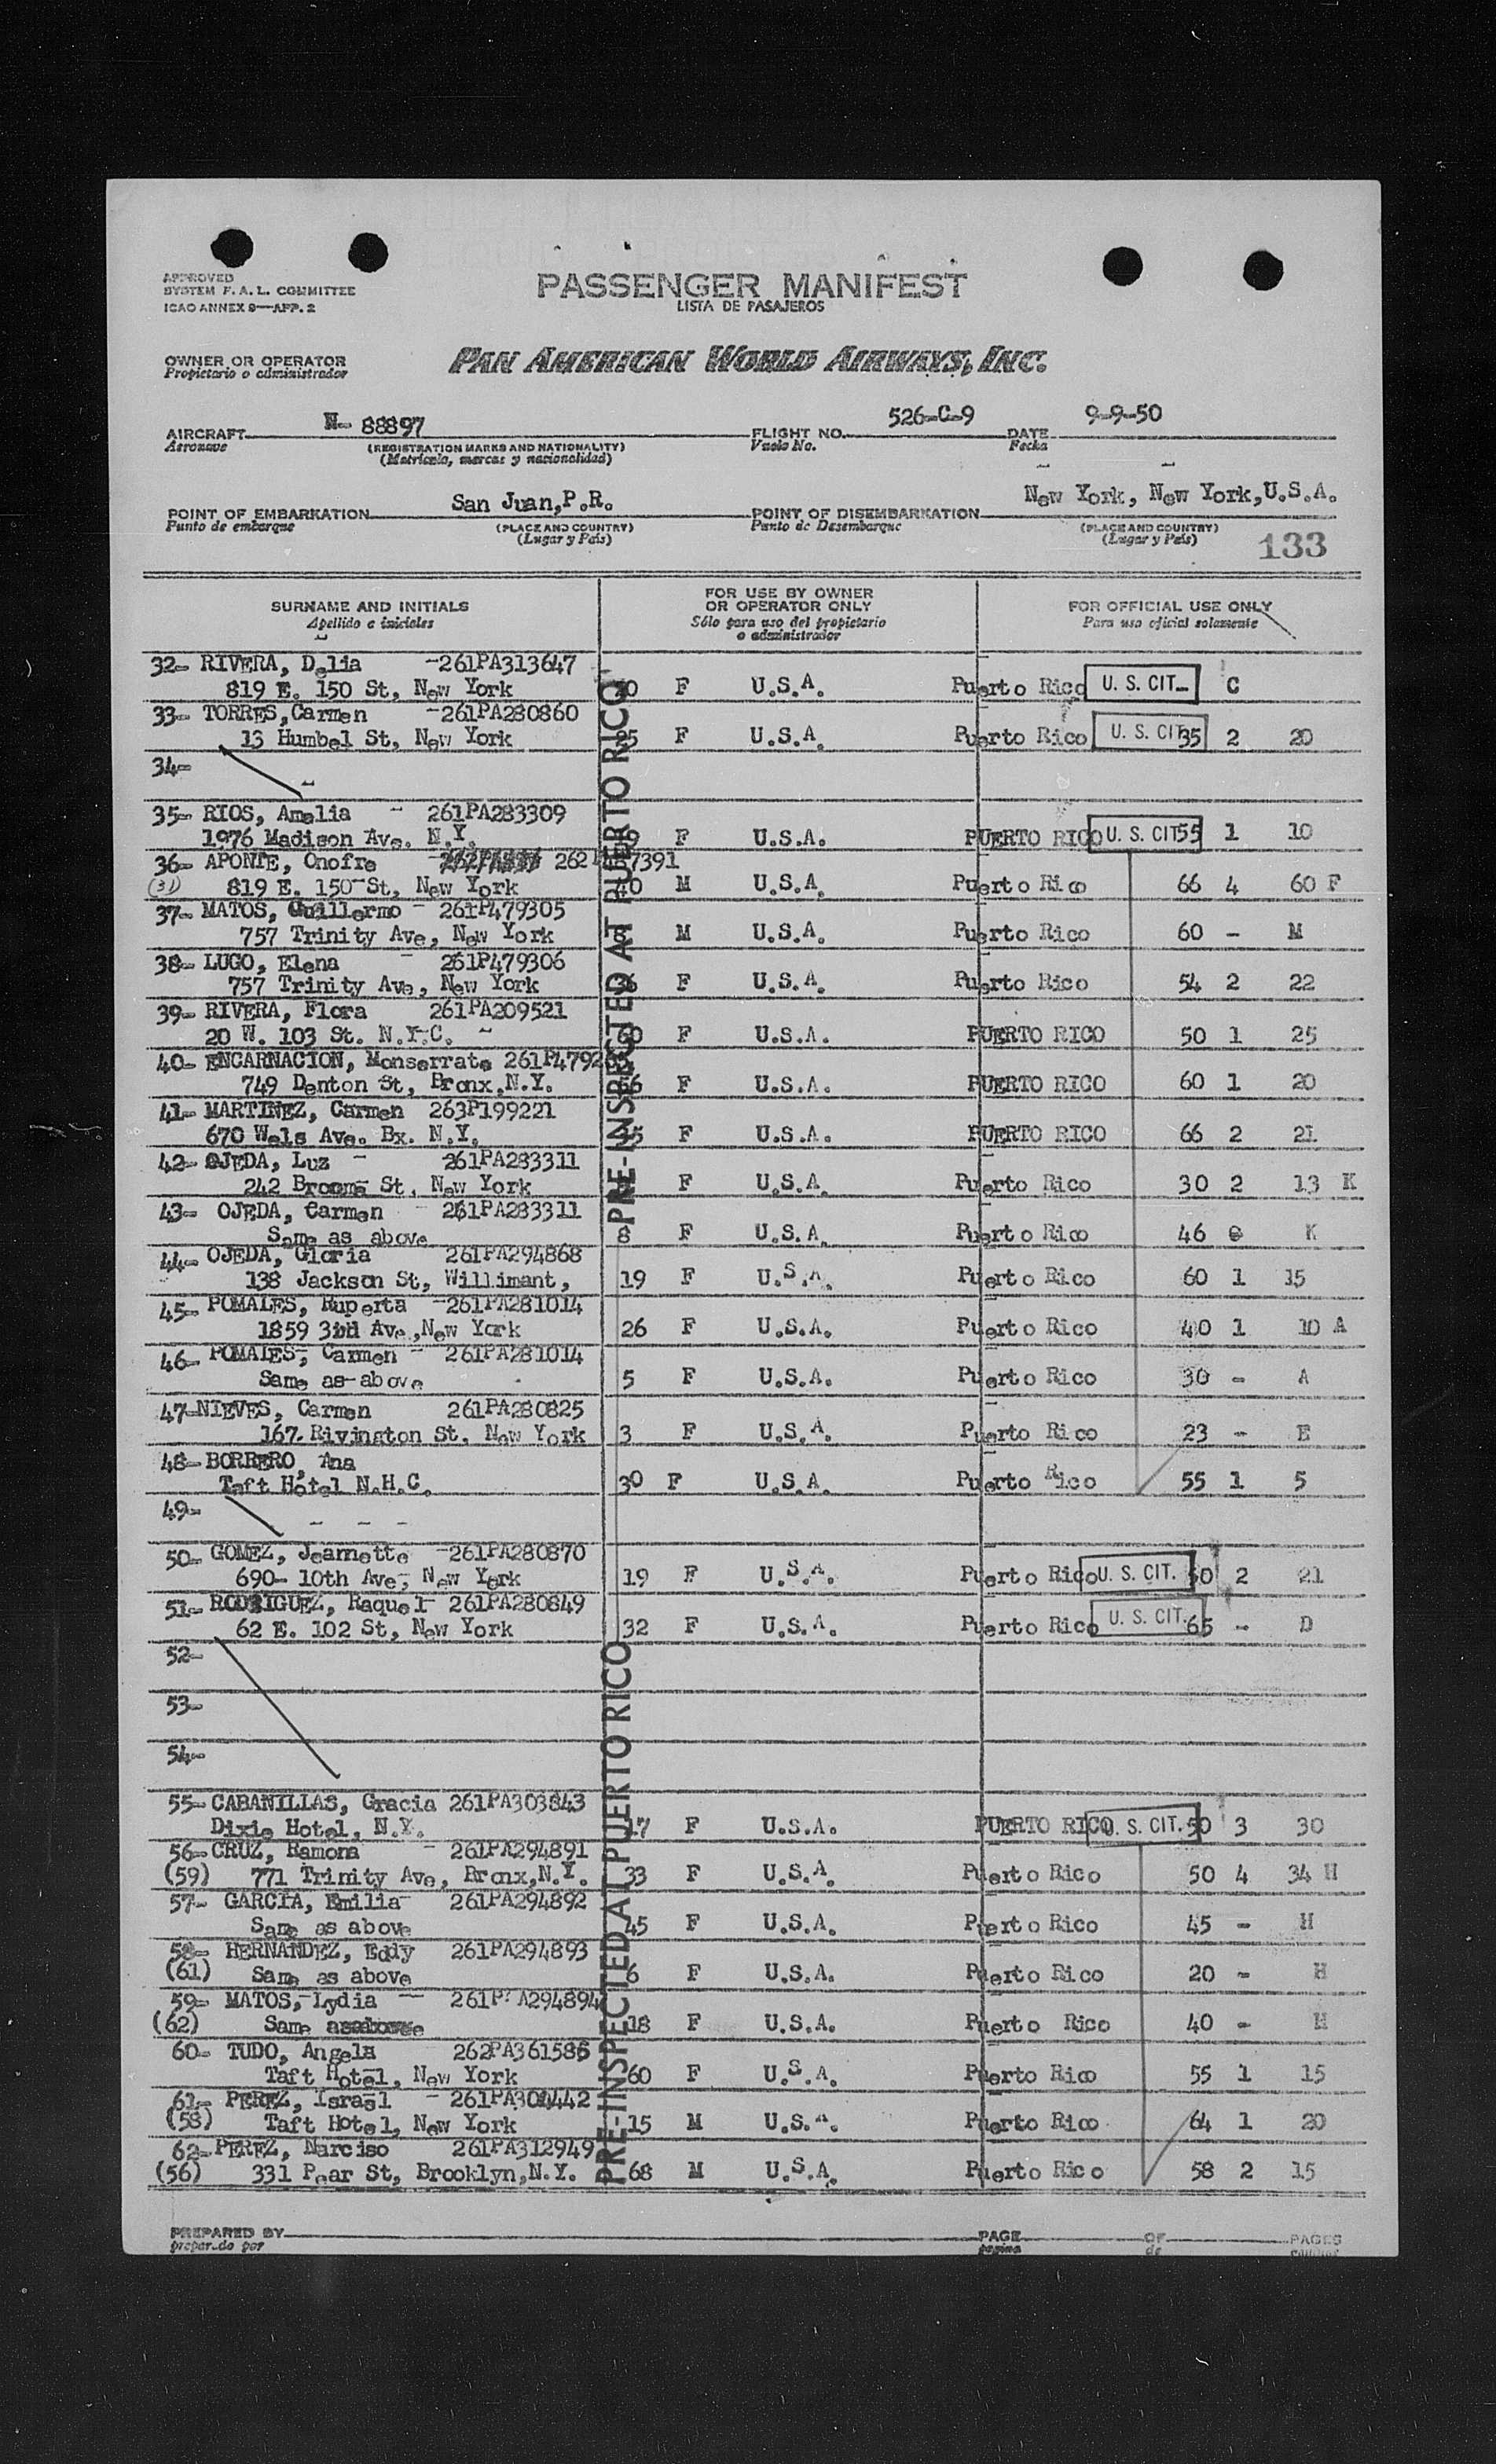 APPROVED
SYSTEM F. A. L. COMMITTEE
ICAO ANNEX 9—APP. 2
PASSENGER MANIFEST
LISTA DE PASAJEROS
OWNER OR OPERATOR
Propietario o administrador
PAN AMERICAN WORLD AIRWAYS, INC.
AIRCRAFT N- 88897 FLIGHT NO. 526-C-9 DATE 9-9-50
Aeronave (REGISTRATION MARKS AND NATIONALITY) Vuelo No. Fecha
(Matricula, marcas y nacionalidad)
POINT OF EMBARKATION San Juan,P.R. POINT OF DISEMBARKATION New York, New York,U.S.A.
Punto de embarque (PLACE AND COUNTRY) Punto de Desembarque (PLACE AND COUNTRY)
(Lugar y País) (Lugar y País) 133
SURNAME AND INITIALS FOR USE BY OWNER OR OPERATOR ONLY FOR OFFICIAL USE ONLY
Apellido e iniciales Sólo para uso del propietario o administrador Para uso oficial solamente
PRE-INSPECTED AT PUERTO RICO
32- RIVERA, Delia -261PA313647
819 E. 150 St, New York F U.S.A. Puerto Rico U. S. CIT. C
33- TORRES,Carmen -261PA280860
13 Humbel St, New York F U.S.A. Puerto Rico U. S. CIT. 35 2 20
34-
35- RIOS, Amelia - 261PA283309
1976 Madison Ave. N.Y. F U.S.A. PUERTO RICO U. S. CIT 55 1 10
36- APONTE, Onofre
(31) 819 E. 150 St, New York 40 M U.S.A. Puerto Rico 66 4 60 F
37- MATOS, Guillermo - 261P479305
757 Trinity Ave, New York 8 M U.S.A. Puerto Rico 60 - M
38- LUGO, Elena - 261P479306
757 Trinity Ave, New York 36 F U.S.A. Puerto Rico 54 2 22
39- RIVERA, Flora 261PA209521
20 W. 103 St. N.Y.C. 60 F U.S.A. PUERTO RICO 50 1 25
40- ENCARNACION, Monserrate
749 Denton St, Bronx,N.Y. 56 F U.S.A. PUERTO RICO 60 1 20
41- MARTINEZ, Carmen 263P199221
670 Wels Ave. Bx. N.Y. F U.S.A. PUERTO RICO 66 2 21
42- OJEDA, Luz - 261PA283311
242 Broome St, New York F U.S.A. Puerto Rico 30 2 13 K
43- OJEDA, Carmen - 261PA283311
Same as above 8 F U.S.A. Puerto Rico 46 K
44- OJEDA, Gloria 261PA294868
138 Jackson St, Willimant, 19 F U.S.A. Puerto Rico 60 1 15
45- POMALES, Ruperta -261PA281014
1859 3rd Ave,New York 26 F U.S.A. Puerto Rico 40 1 10 A
46- POMALES, Carmen - 261PA281014
Same as above 5 F U.S.A. Puerto Rico 30 - A
47-NIEVES, Carmen 261PA280825
167 Rivington St, New York 3 F U.S.A. Puerto Rico 23 - E
48- BORRERO, Ana
Taft Hotel N.H.C. 30 F U.S.A. Puerto Rico 55 1 5
49-
50- GOMEZ, Jeannette -261PA280870
690- 10th Ave, New York 19 F U.S.A. Puerto Rico U. S. CIT. 50 2 21
51- RODRIGUEZ, Raquel- 261PA280849
62 E. 102 St, New York 32 F U.S.A. Puerto Rico U. S. CIT. 65 - D
52-
PRE-INSPECTED AT PUERTO RICO
53-
54-
55- CABANILLAS, Gracia 261PA303843
Dixie Hotel, N.Y. 17 F U.S.A. PUERTO RICO U. S. CIT. 50 3 30
56- CRUZ, Ramona - 261PA294891
(59) 771 Trinity Ave, Bronx,N.Y. 33 F U.S.A. Puerto Rico 50 4 34 H
57- GARCIA, Emilia 261PA294892
Same as above 45 F U.S.A. Puerto Rico 45 - H
58- HERNANDEZ, Eddy 261PA294893
(61) Same as above 6 F U.S.A. Puerto Rico 20 - H
59- MATOS, Lydia - 261PA294894
(62) Same as above 18 F U.S.A. Puerto Rico 40 - H
60- TUDO, Angela 262PA361586
Taft Hotel, New York 60 F U.S.A. Puerto Rico 55 1 15
61- PEREZ, Israel - 261PA304442
(58) Taft Hotel, New York 15 M U.S.A. Puerto Rico 64 1 20
62- PEREZ, Narciso 261PA312949
(56) 331 Pear St, Brooklyn,N.Y. 68 M U.S.A. Puerto Rico 58 2 15
PREPARED BY PAGE OF PAGES
preparado por pagina de